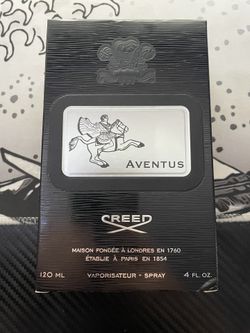 AVENTUS
CREED
MAISON FONDÉE À LONDRES EN 1760
ÉTABLIE À PARIS EN 1854
120 ML VAPORISATEUR - SPRAY 4 FL. OZ.